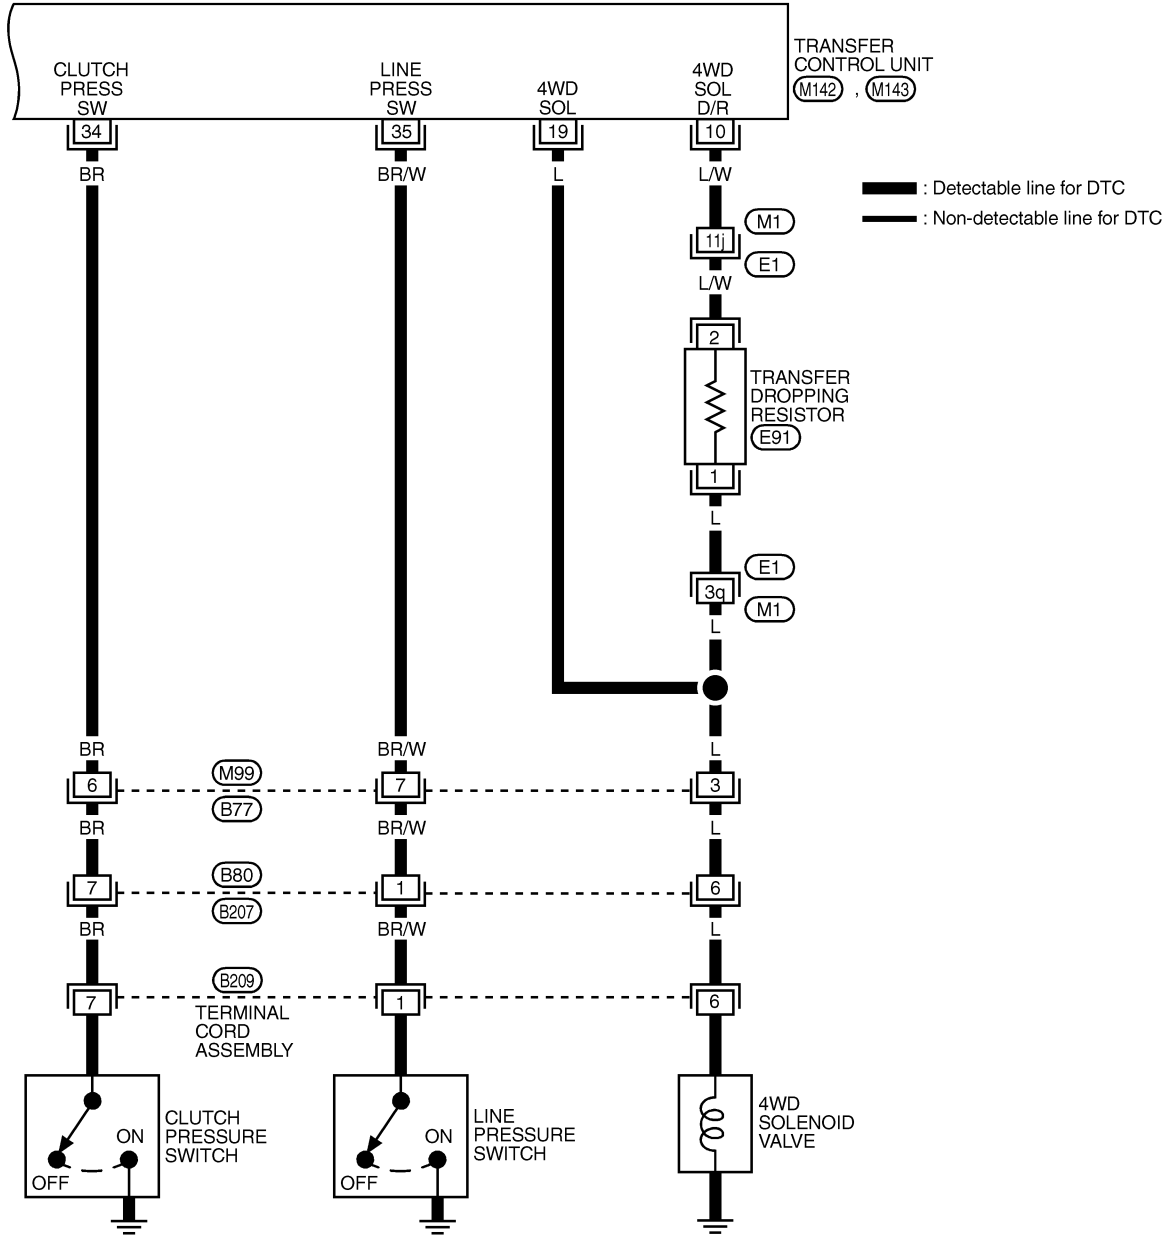 CLUTCH
PRESS
SW
LINE
PRESS
SW
4WD
SOL
4WD
SOL
D/R
TRANSFER
CONTROL UNIT
M142 , M143
34
35
19
10
BR
BR/W
L
L/W
: Detectable line for DTC
: Non-detectable line for DTC
M1
11j
E1
L/W
2
TRANSFER
DROPPING
RESISTOR
E91
1
L
E1
3q
M1
L
BR
BR/W
L
M99
6
7
3
B77
BR
BR/W
L
B80
7
1
6
B207
BR
BR/W
L
B209
7
1
6
TERMINAL
CORD
ASSEMBLY
CLUTCH
PRESSURE
SWITCH
ON
OFF
LINE
PRESSURE
SWITCH
ON
OFF
4WD
SOLENOID
VALVE